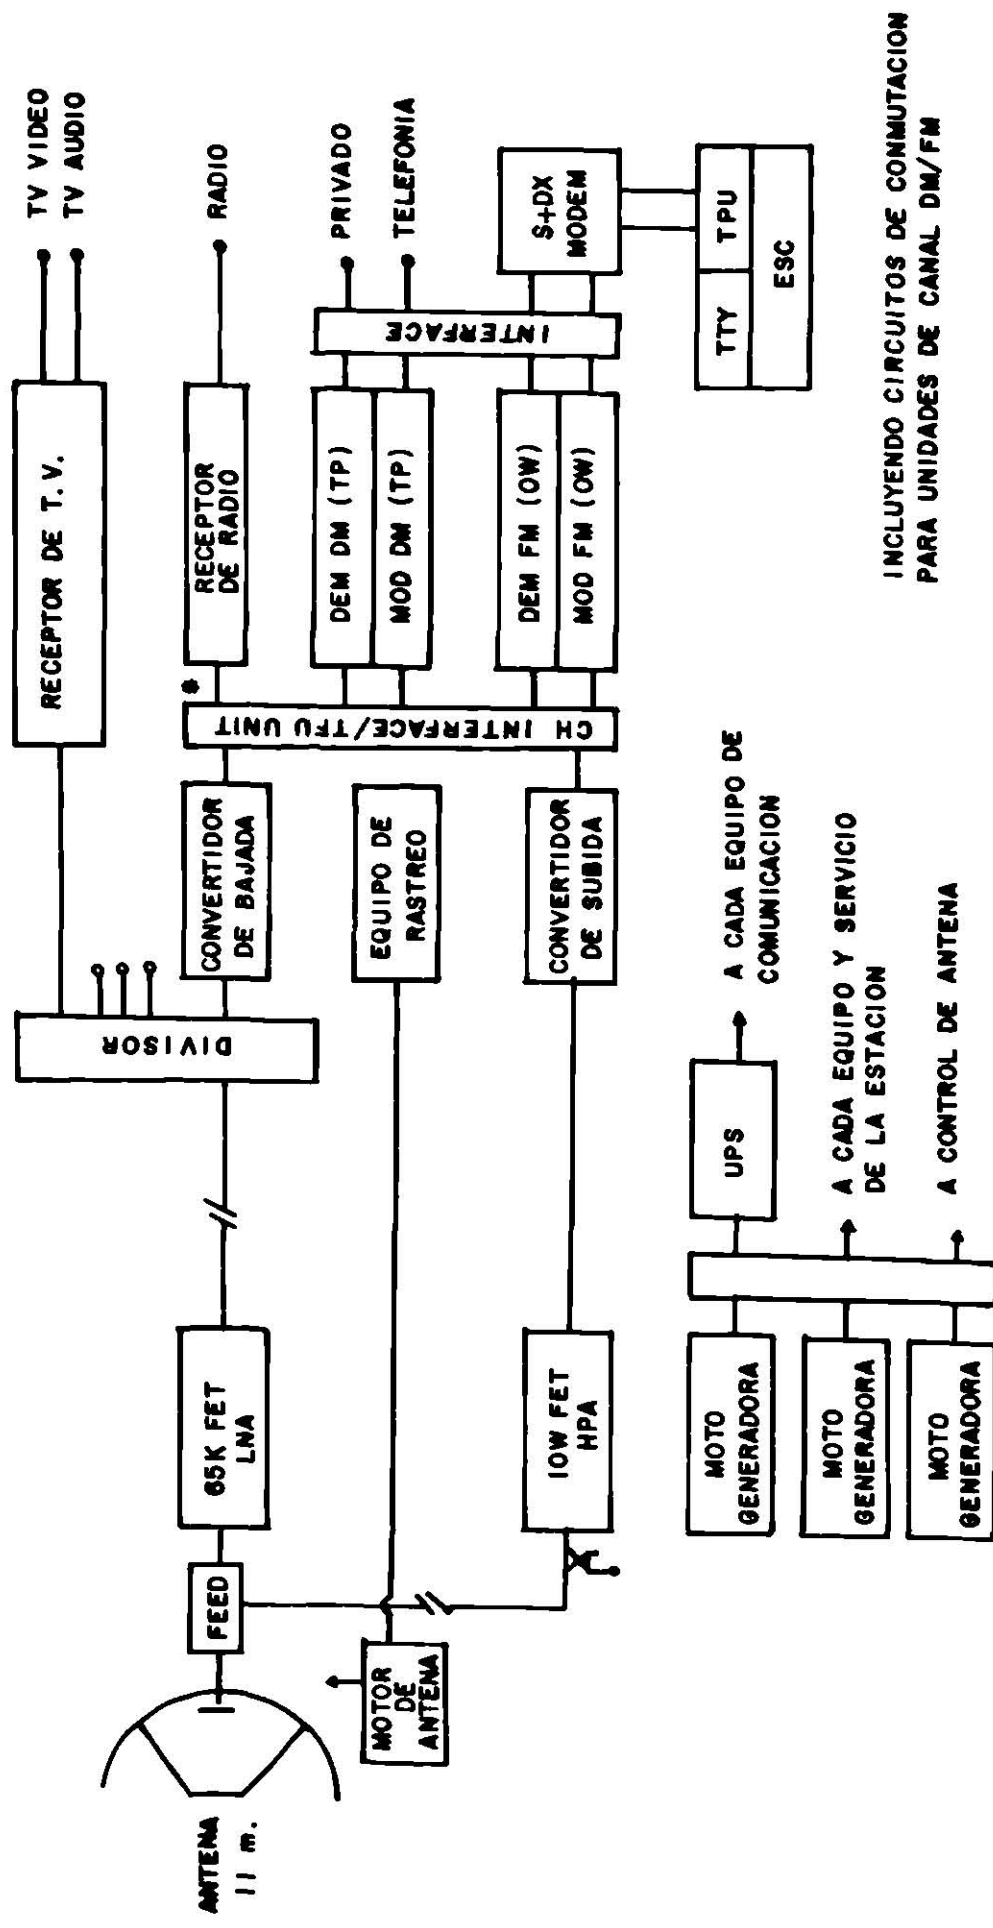 TV VIDEO
TV AUDIO
RECEPTOR DE T. V.
DIVISOR
RADIO
RECEPTOR
DE RADIO
*
CONVERTIDOR
DE BAJADA
65K FET
LNA
FEED
ANTENA
11 m.
PRIVADO
TELEFONIA
INTERFACE
DEM DM (TP)
MOD DM (TP)
CH INTERFACE/TFU UNIT
EQUIPO DE
RASTREO
MOTOR
DE
ANTENA
S+DX
MODEM
DEM FM (OW)
MOD FM (OW)
CONVERTIDOR
DE SUBIDA
10W FET
HPA
TTY
TPU
ESC
MOTO
GENERADORA
UPS
A CADA EQUIPO DE
COMUNICACION
MOTO
GENERADORA
A CADA EQUIPO Y SERVICIO
DE LA ESTACION
MOTO
GENERADORA
A CONTROL DE ANTENA
INCLUYENDO CIRCUITOS DE CONMUTACION
PARA UNIDADES DE CANAL DM/FM